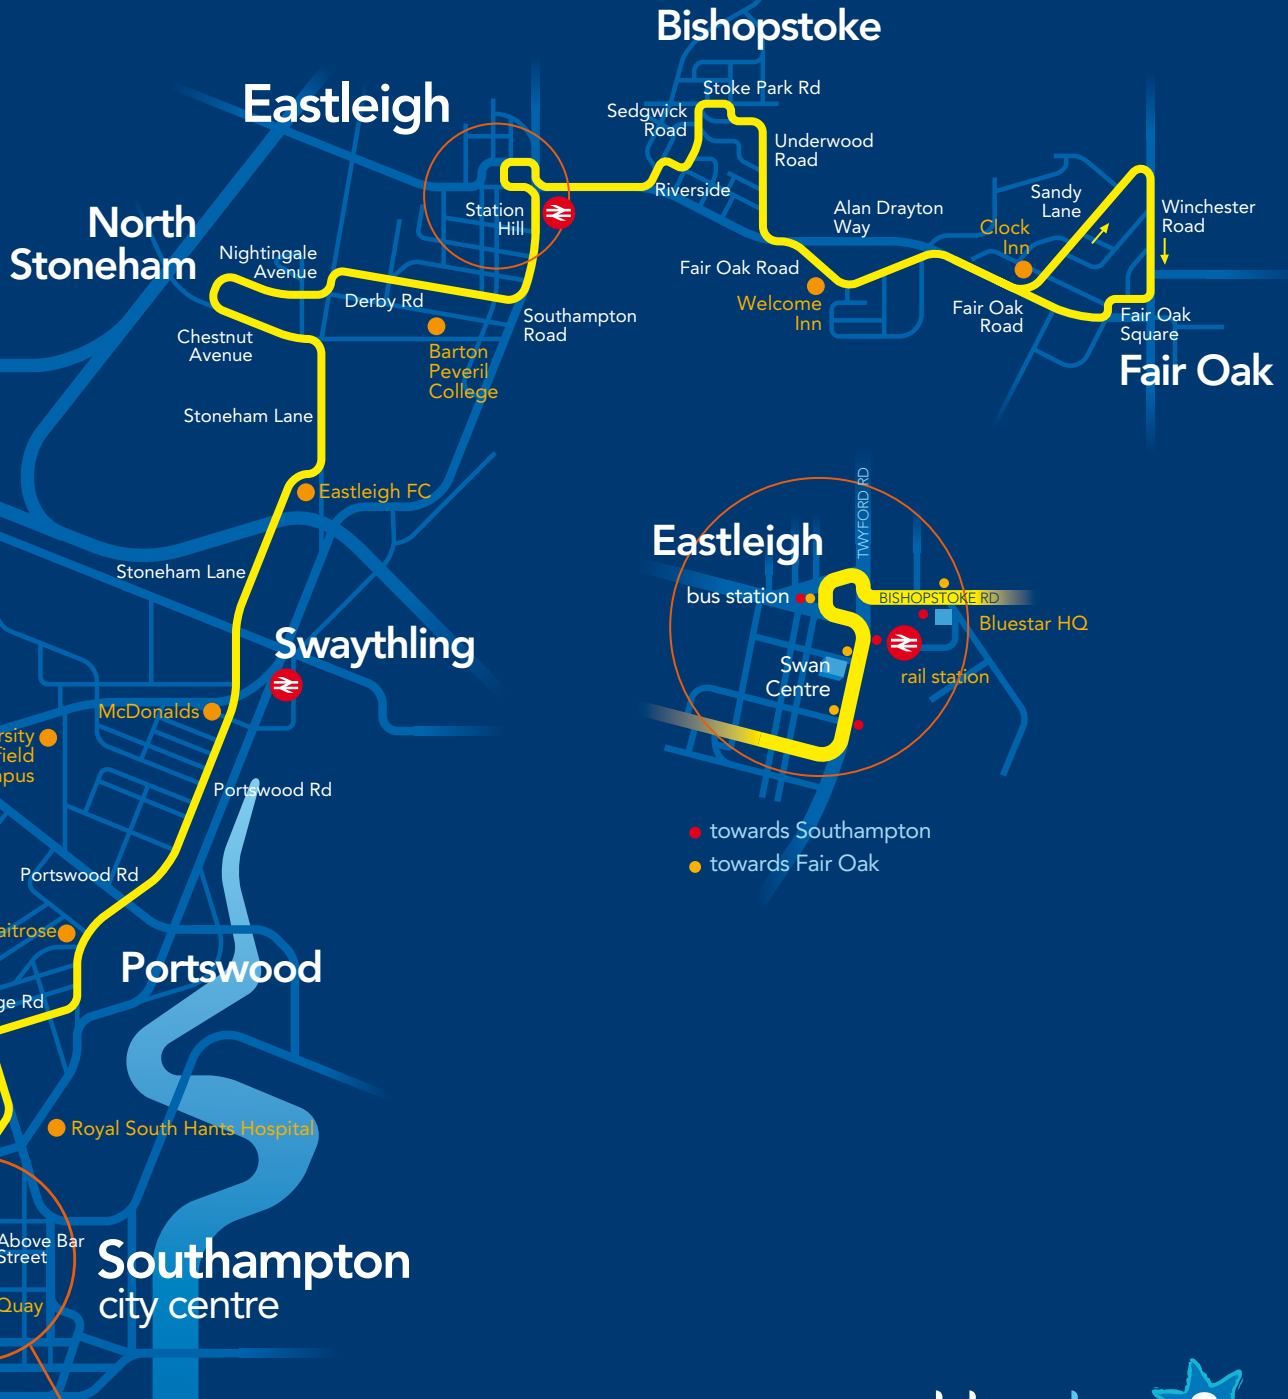 Bishopstoke
Stoke Park Rd
Eastleigh
Sedgwick
Road
Underwood
Road
Riverside
Station
Hill
Sandy
Lane
Winchester
Road
Alan Drayton
Way
Clock
Inn
North
Stoneham
Nightingale
Avenue
Derby Rd
Fair Oak Road
Welcome
Inn
Fair Oak
Road
Fair Oak
Square
Fair Oak
Southampton
Road
Chestnut
Avenue
Barton
Peveril
College
Stoneham Lane
Eastleigh FC
Stoneham Lane
Eastleigh
TWYFORD RD
bus station
BISHOPSTOKE RD
Bluestar HQ
Swan
Centre
rail station
towards Southampton
towards Fair Oak
Swaythling
McDonalds
Portswood Rd
Portswood Rd
Portswood
Royal South Hants Hospital
Above Bar
Street
Southampton
city centre
Quay